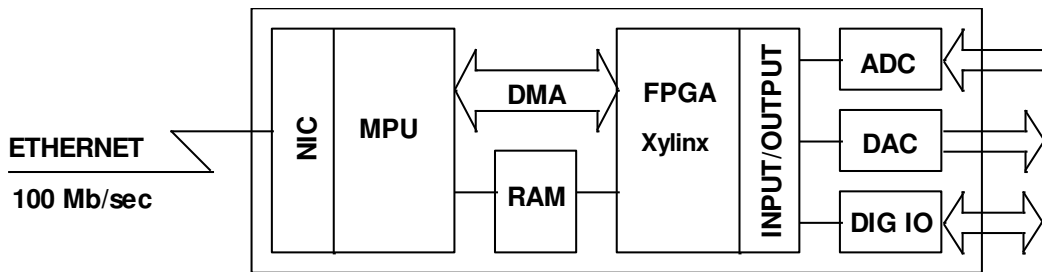 ETHERNET
100 Mb/sec
NIC
MPU
DMA
RAM
FPGA
Xylinx
INPUT/OUTPUT
ADC
DAC
DIG IO